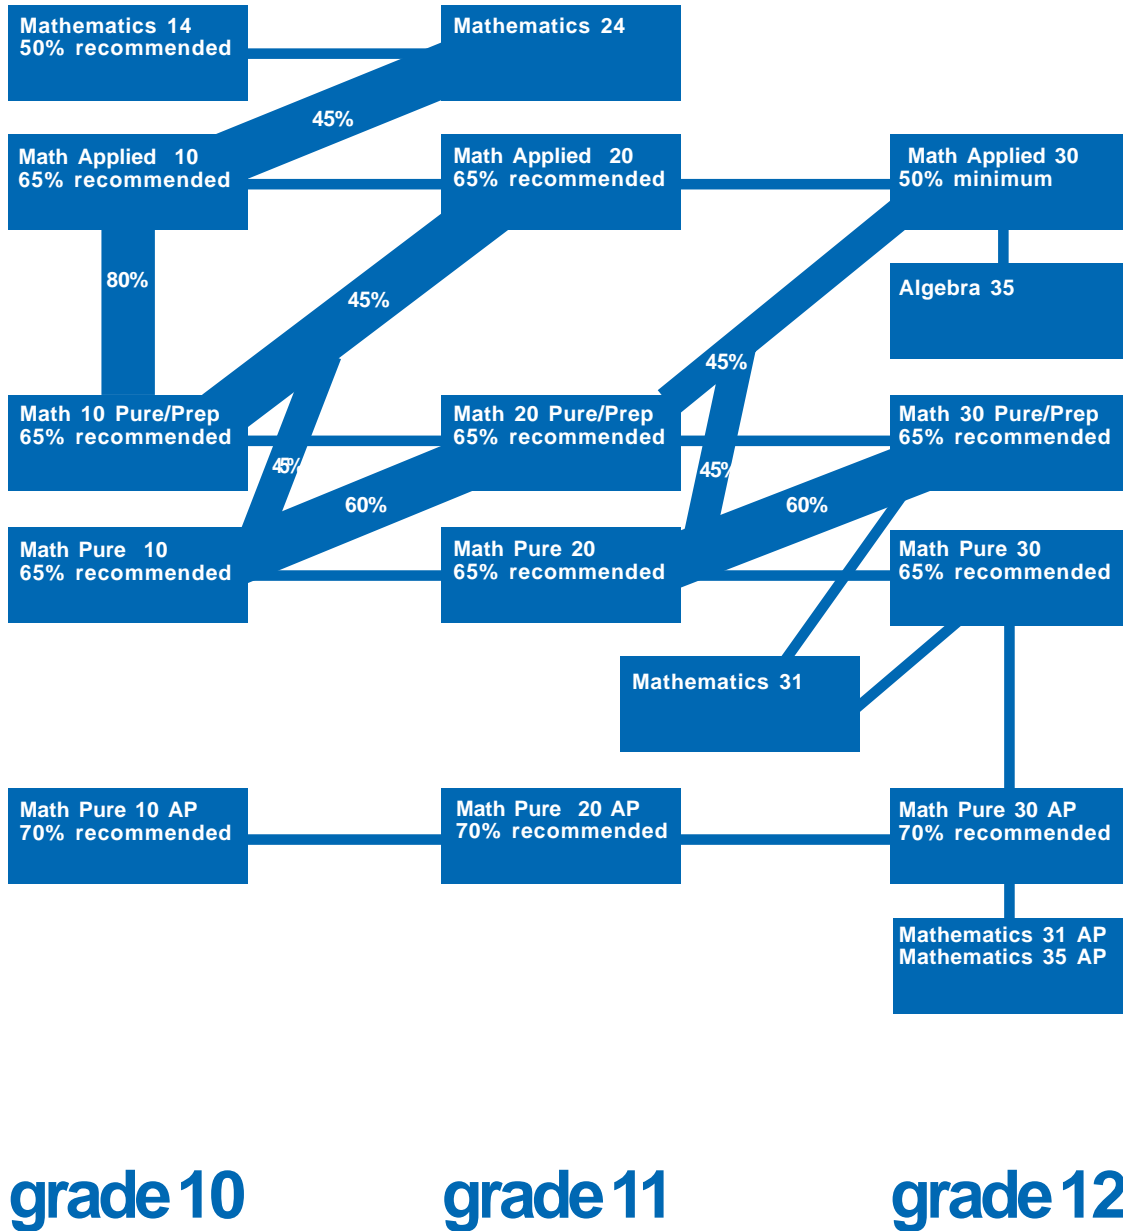 Mathematics 14
50% recommended
Mathematics 24
45%
Math Applied 10
65% recommended
Math Applied 20
65% recommended
Math Applied 30
50% minimum
80%
45%
Algebra 35
45%
Math 10 Pure/Prep
65% recommended
Math 20 Pure/Prep
65% recommended
Math 30 Pure/Prep
65% recommended
45%
45%
60%
60%
Math Pure 10
65% recommended
Math Pure 20
65% recommended
Math Pure 30
65% recommended
Mathematics 31
Math Pure 10 AP
70% recommended
Math Pure 20 AP
70% recommended
Math Pure 30 AP
70% recommended
Mathematics 31 AP
Mathematics 35 AP
grade 10
grade 11
grade 12